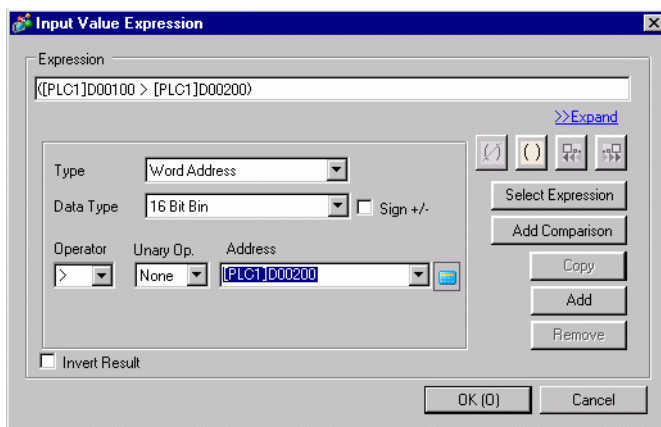 Input Value Expression
Expression
([PLC1]D00100 > [PLC1]D00200)
>>Expand
Type
Word Address
Data Type
16 Bit Bin
Sign +/-
Select Expression
Add Comparison
Operator
Unary Op.
Address
>
None
[PLC1]D00200
Copy
Add
Remove
Invert Result
OK (O)
Cancel